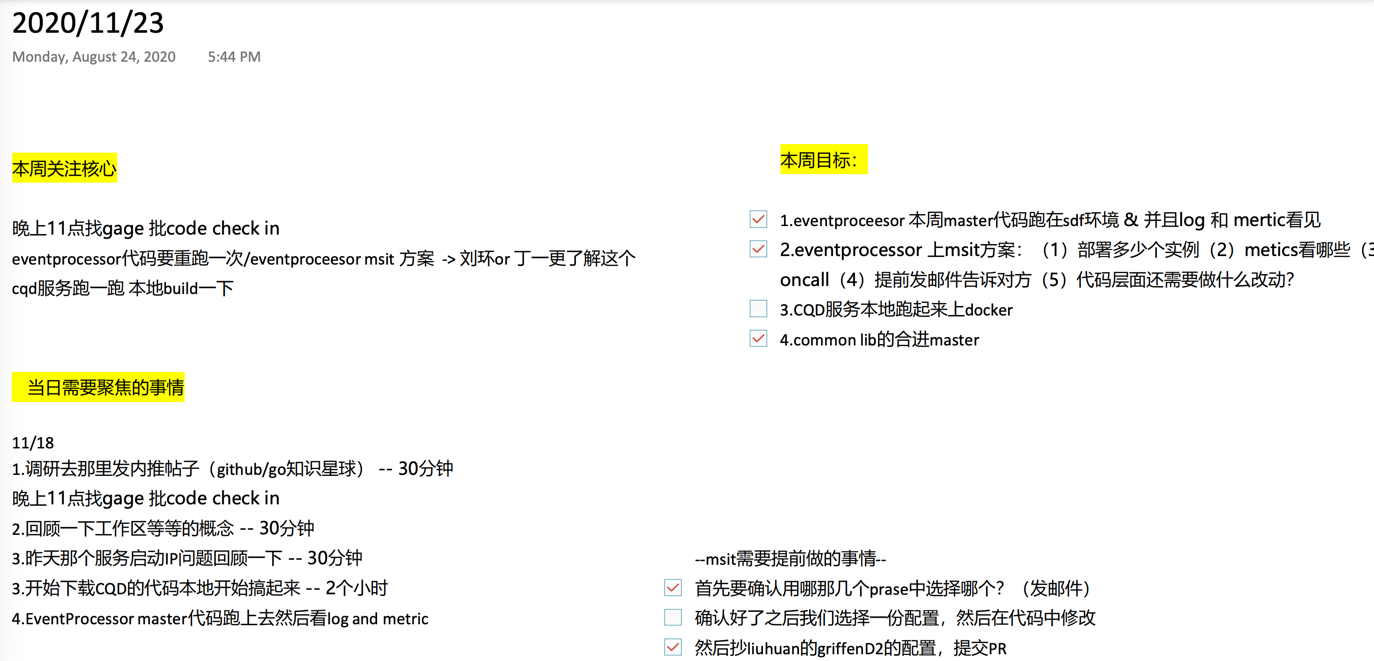 2020/11/23
Monday, August 24, 2020 5:44 PM
本周关注核心
晚上11点找gage 批code check in
eventprocessor代码要重跑一次/eventproceesor msit 方案 -> 刘环or 丁一更了解这个
cqd服务跑一跑 本地build一下
本周目标：
1.eventproceesor 本周master代码跑在sdf环境 & 并且log 和 mertic看见
2.eventprocessor 上msit方案：（1）部署多少个实例（2）metics看哪些（3
oncall（4）提前发邮件告诉对方（5）代码层面还需要做什么改动？
3.CQD服务本地跑起来上docker
4.common lib的合进master
当日需要聚焦的事情
11/18
1.调研去那里发内推帖子（github/go知识星球） -- 30分钟
晚上11点找gage 批code check in
2.回顾一下工作区等等的概念 -- 30分钟
3.昨天那个服务启动IP问题回顾一下 -- 30分钟
3.开始下载CQD的代码本地开始搞起来 -- 2个小时
4.EventProcessor master代码跑上去然后看log and metric
--msit需要提前做的事情--
首先要确认用哪那几个prase中选择哪个？（发邮件）
确认好了之后我们选择一份配置，然后在代码中修改
然后抄liuhuan的griffenD2的配置，提交PR